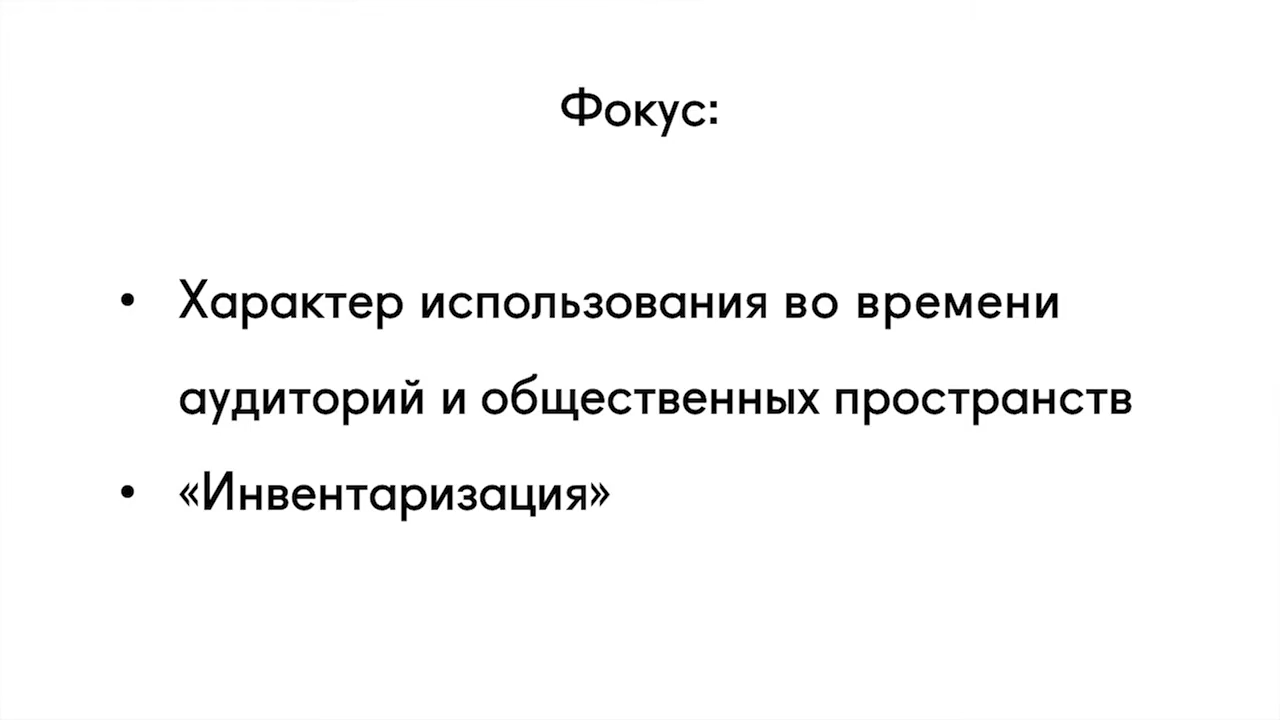 Фокус:
• Характер использования во времени
аудиторий и общественных пространств
• «Инвентаризация»